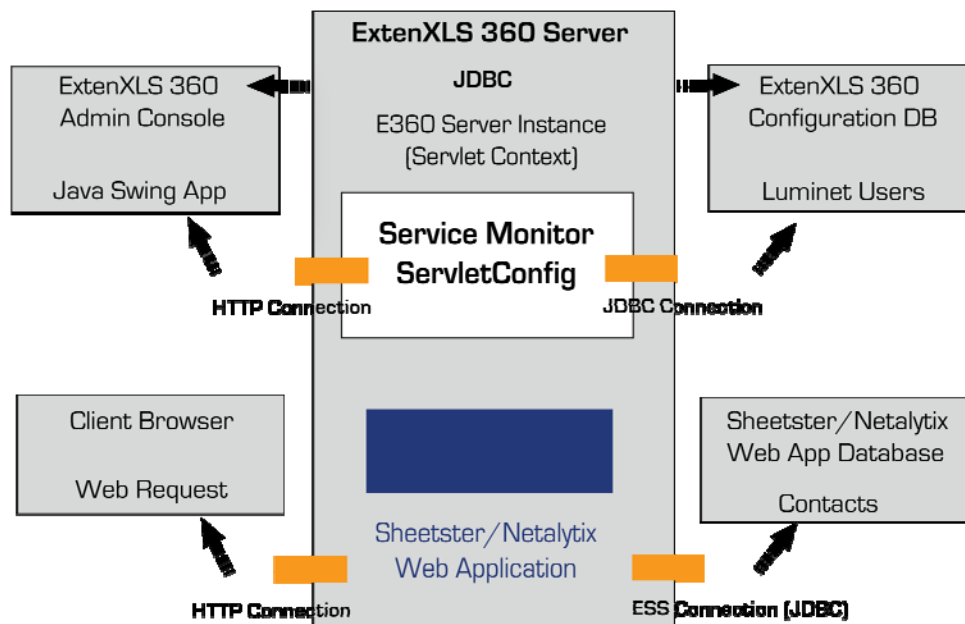 ExtenXLS 360 Server
JDBC
E360 Server Instance
(Servlet Context)
ExtenXLS 360
Admin Console
Java Swing App
ExtenXLS 360
Configuration DB
Luminet Users
Service Monitor
ServletConfig
HTTP Connection
JDBC Connection
Client Browser
Web Request
Sheetster/Netalytix
Web App Database
Contacts
Sheetster/Netalytix
Web Application
HTTP Connection
ESS Connection (JDBC)